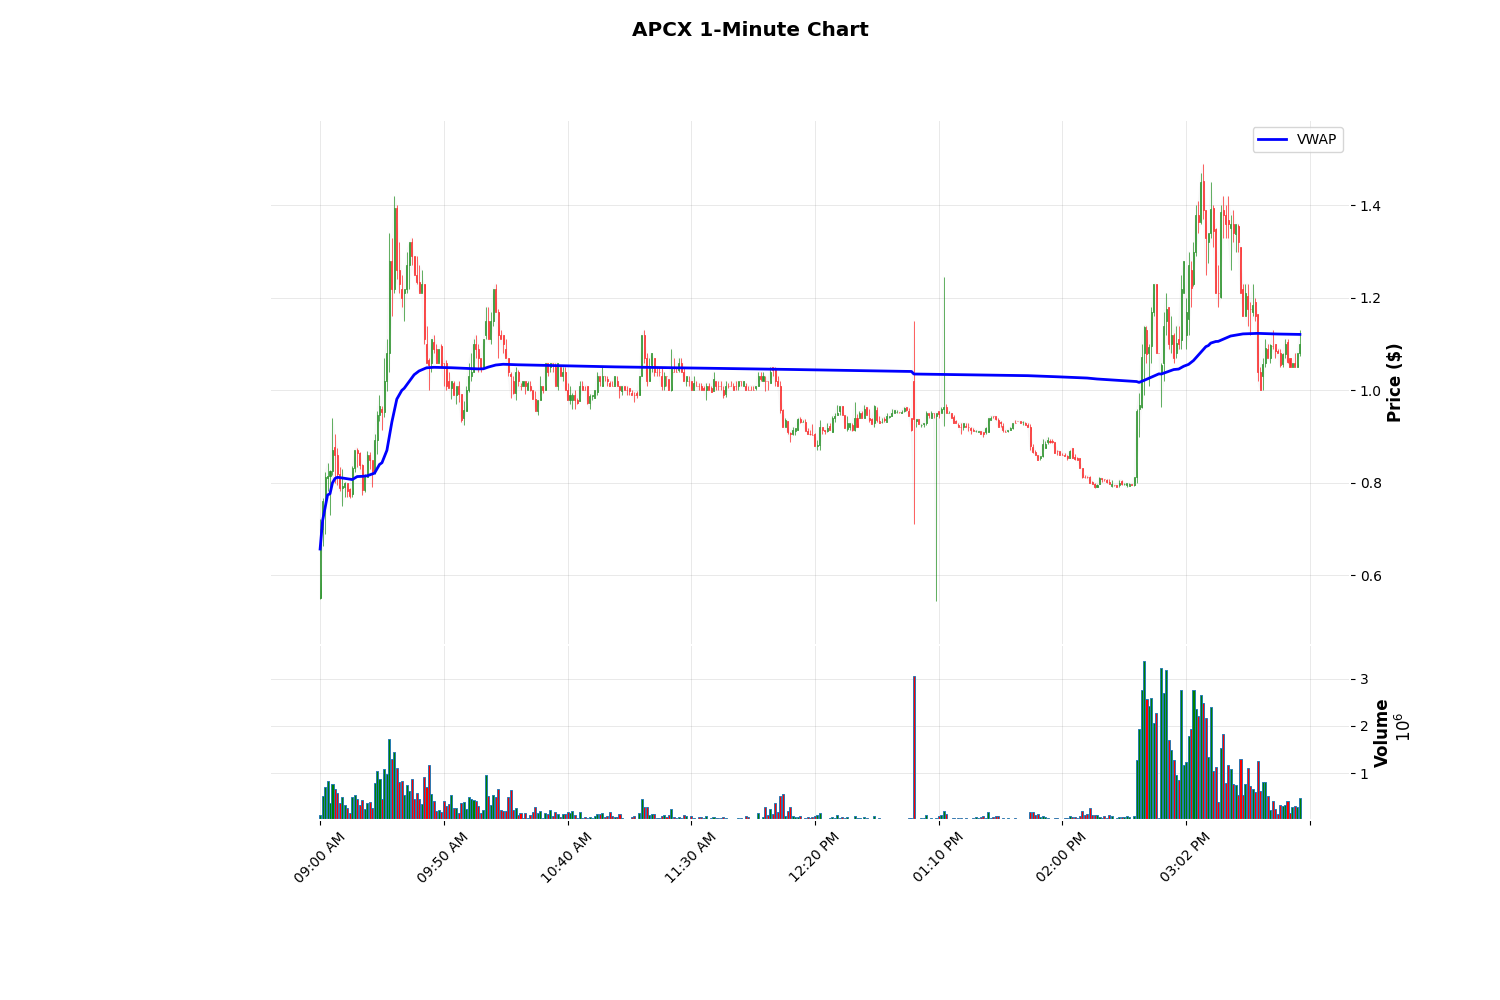 APCX 1-Minute Chart
VWAP
1.4
1.2
1.0
0.8
0.6
Price ($)
3
2
1
Volume
10⁶
09:00 AM
09:50 AM
10:40 AM
11:30 AM
12:20 PM
01:10 PM
02:00 PM
03:02 PM